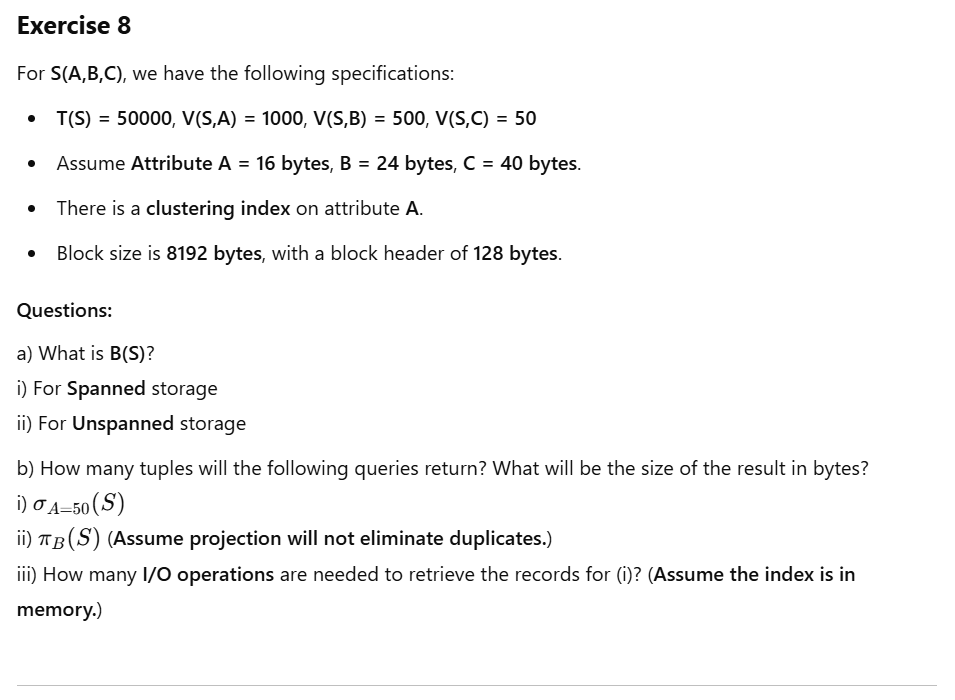 Exercise 8
For S(A,B,C), we have the following specifications:
• T(S) = 50000, V(S,A) = 1000, V(S,B) = 500, V(S,C) = 50
• Assume Attribute A = 16 bytes, B = 24 bytes, C = 40 bytes.
• There is a clustering index on attribute A.
• Block size is 8192 bytes, with a block header of 128 bytes.
Questions:
a) What is B(S)?
i) For Spanned storage
ii) For Unspanned storage
b) How many tuples will the following queries return? What will be the size of the result in bytes?
i) σ_{A=50}(S)
ii) π_B(S) (Assume projection will not eliminate duplicates.)
iii) How many I/O operations are needed to retrieve the records for (i)? (Assume the index is in
memory.)